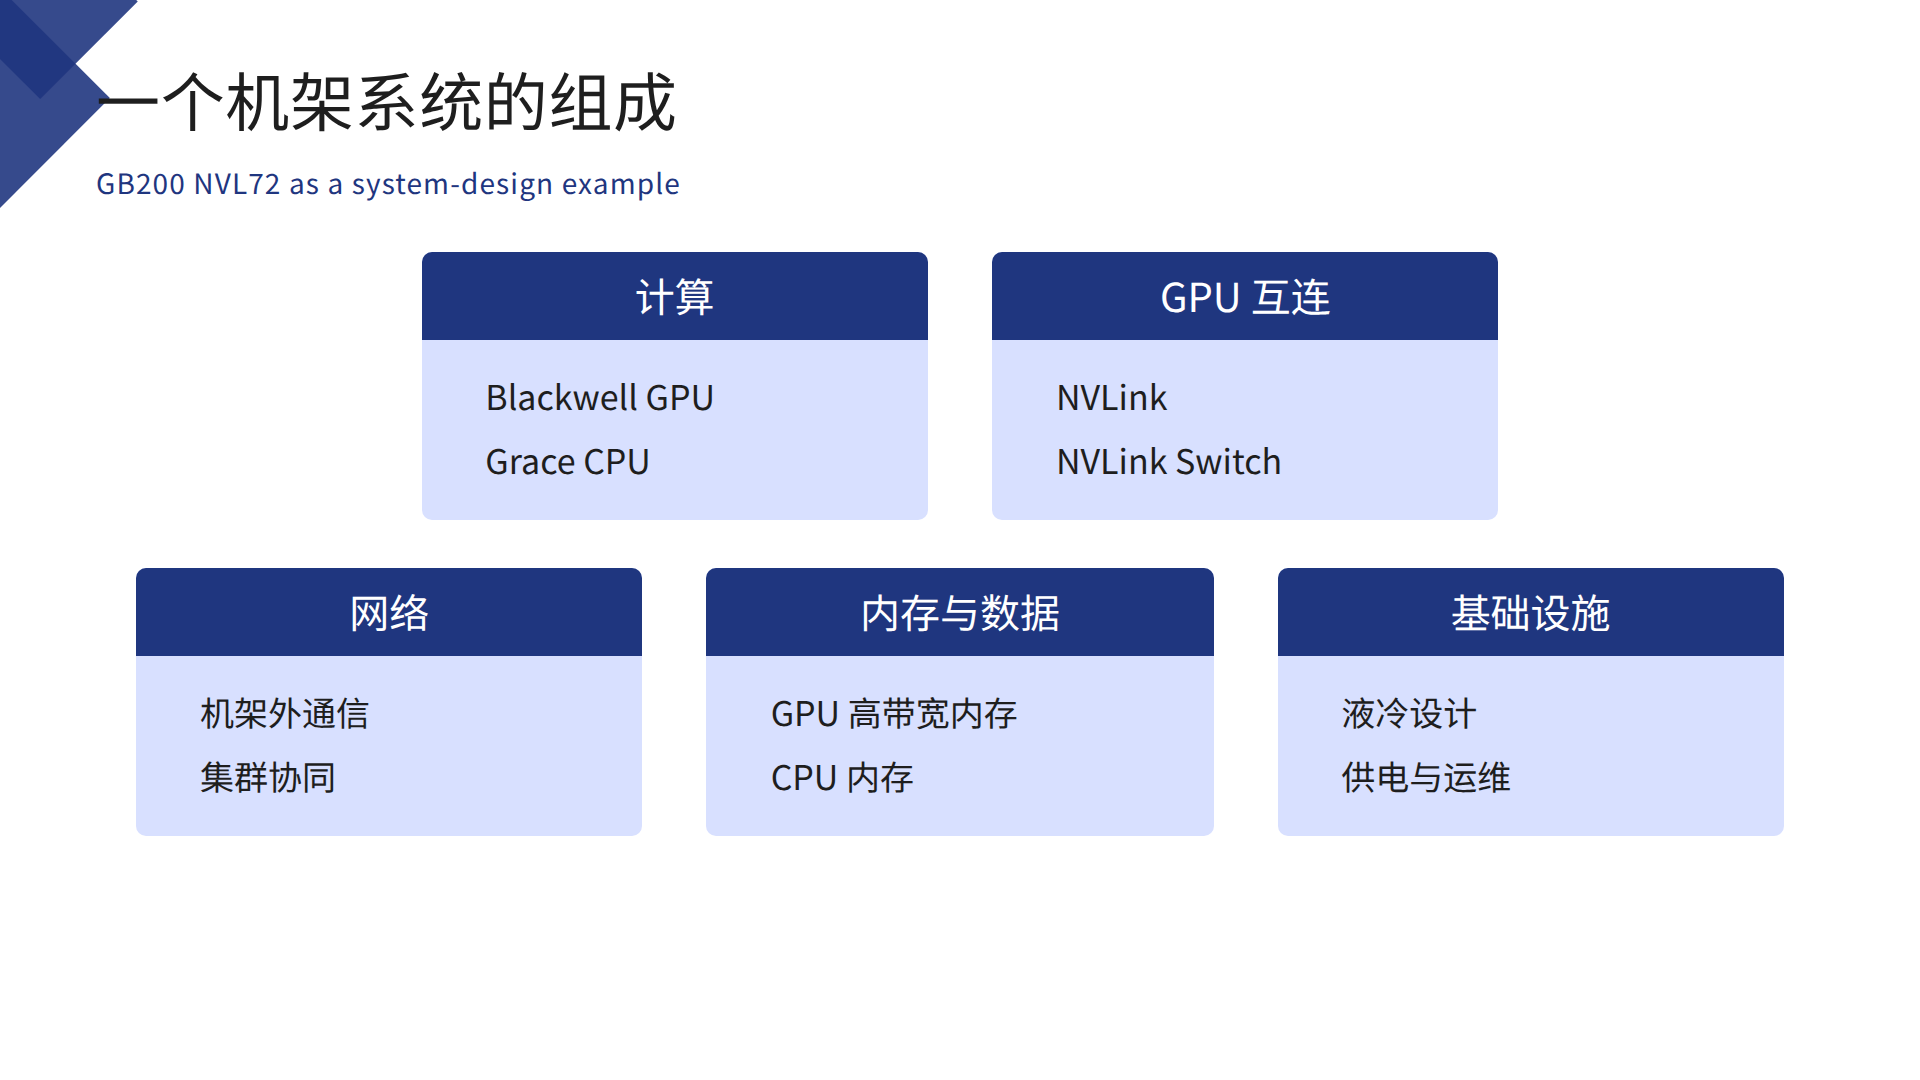 一个机架系统的组成
GB200 NVL72 as a system-design example
计算
Blackwell GPU
Grace CPU
GPU 互连
NVLink
NVLink Switch
网络
机架外通信
集群协同
内存与数据
GPU 高带宽内存
CPU 内存
基础设施
液冷设计
供电与运维